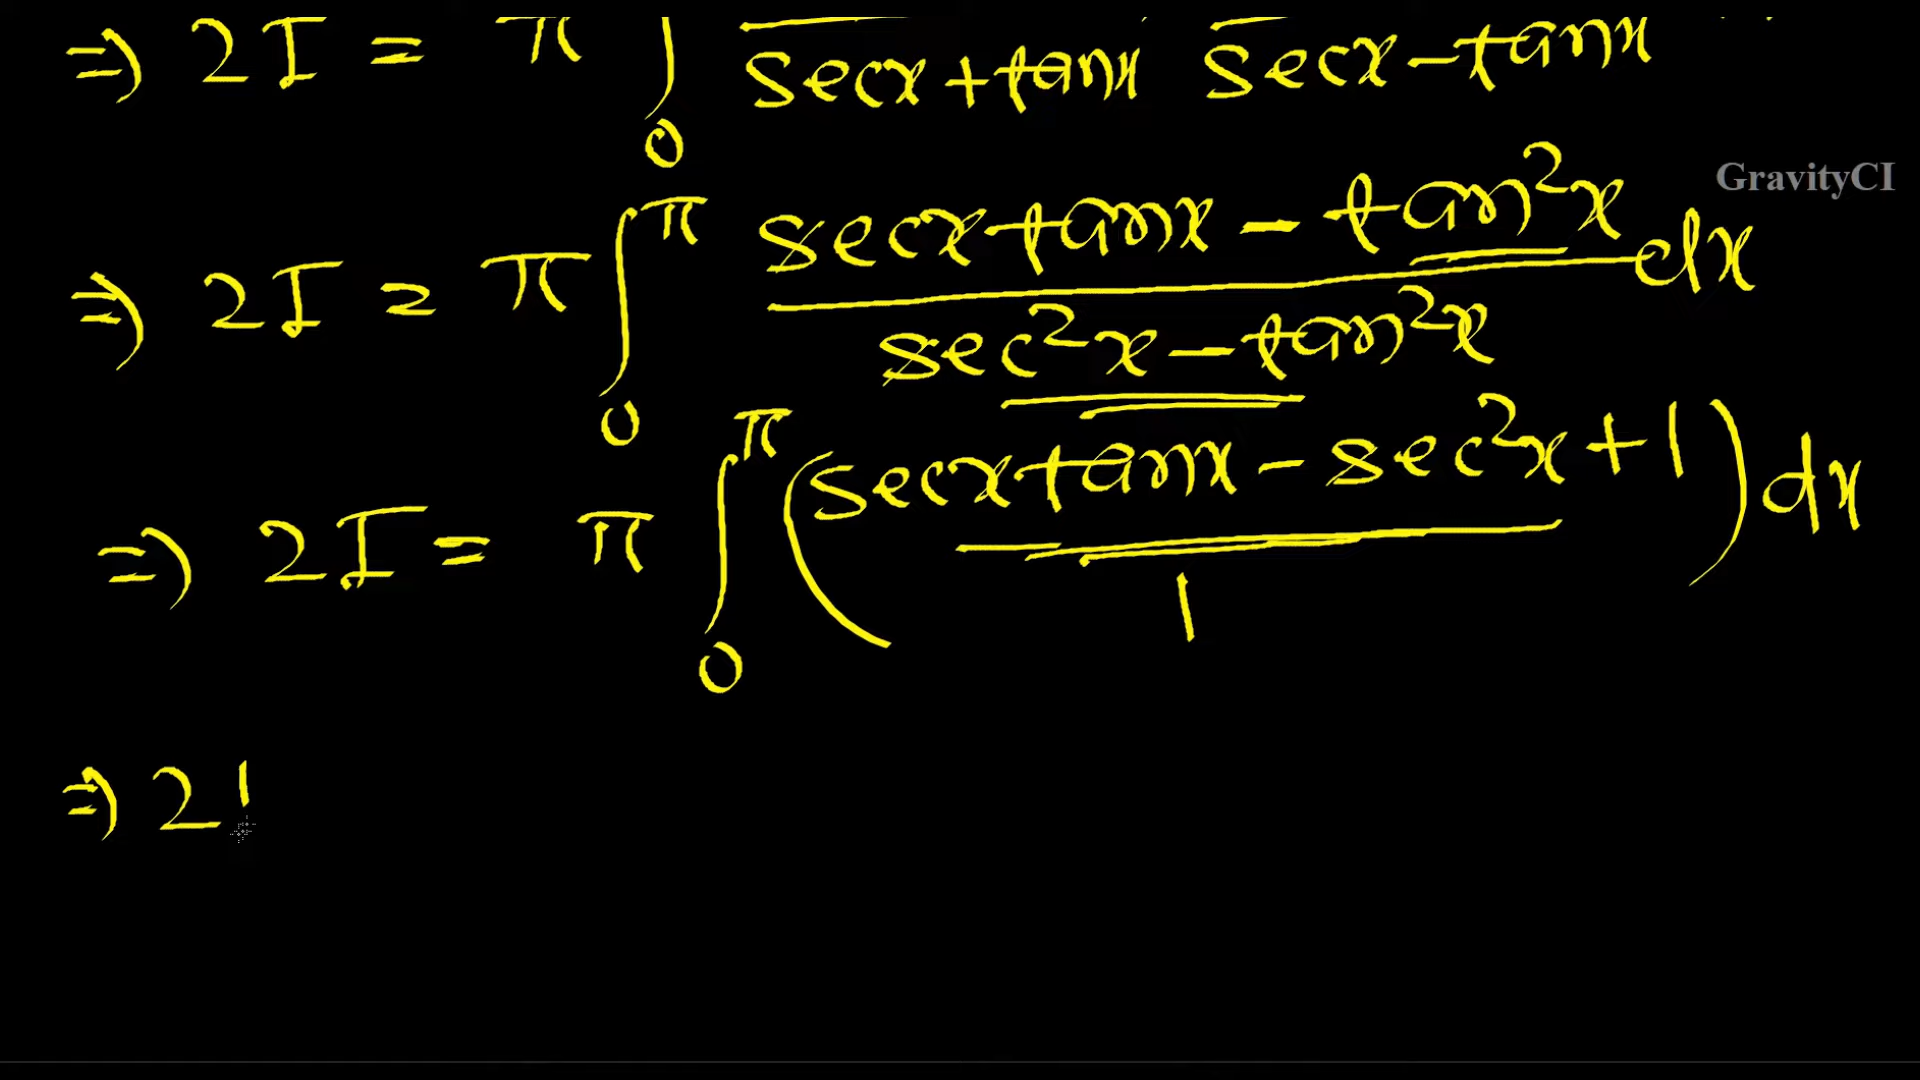 ⇒ 2I = π ∫₀ secx+tanx secx-tanx
GravityCI
⇒ 2I = π ∫₀^π (secx tanx - tan²x)/(sec²x - tan²x) dx
⇒ 2I = π ∫₀^π ((secx tanx - sec²x + 1)/1) dx
⇒ 2I